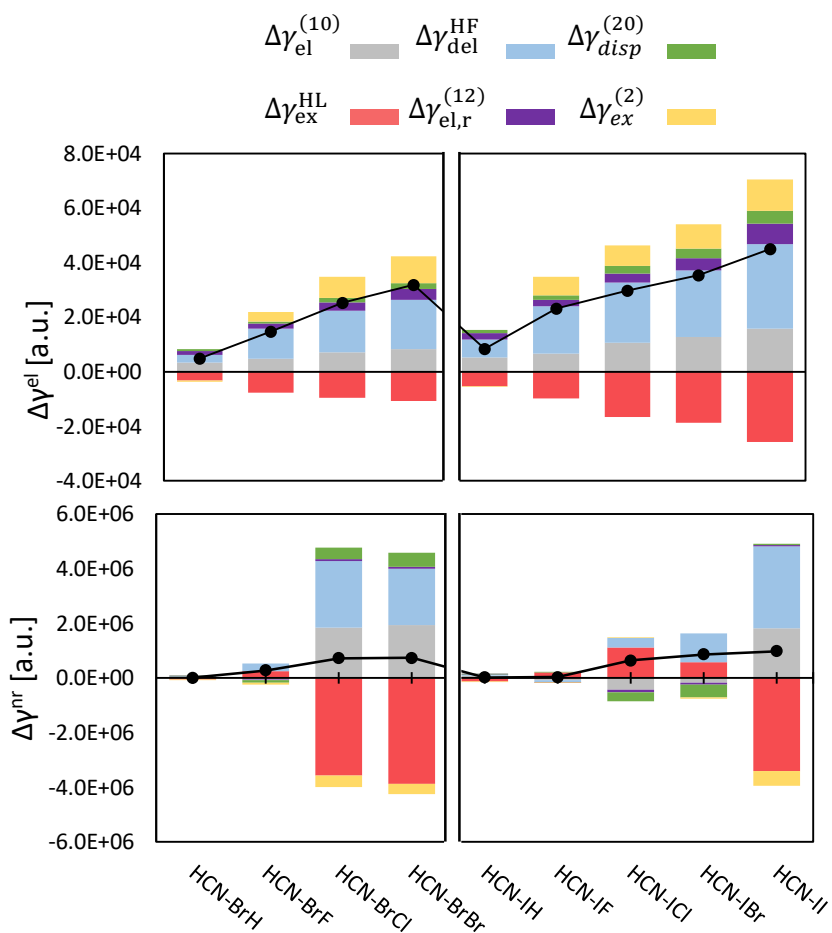 Δγ_el^(10) Δγ_del^HF Δγ_disp^(20)
Δγ_ex^HL Δγ_el,r^(12) Δγ_ex^(2)
8.0E+04
6.0E+04
4.0E+04
2.0E+04
0.0E+00
-2.0E+04
-4.0E+04
Δγ^el [a.u.]
6.0E+06
4.0E+06
2.0E+06
0.0E+00
-2.0E+06
-4.0E+06
-6.0E+06
Δγ^nr [a.u.]
HCN-BrH
HCN-BrF
HCN-BrCl
HCN-BrBr
HCN-IH
HCN-IF
HCN-ICl
HCN-IBr
HCN-II